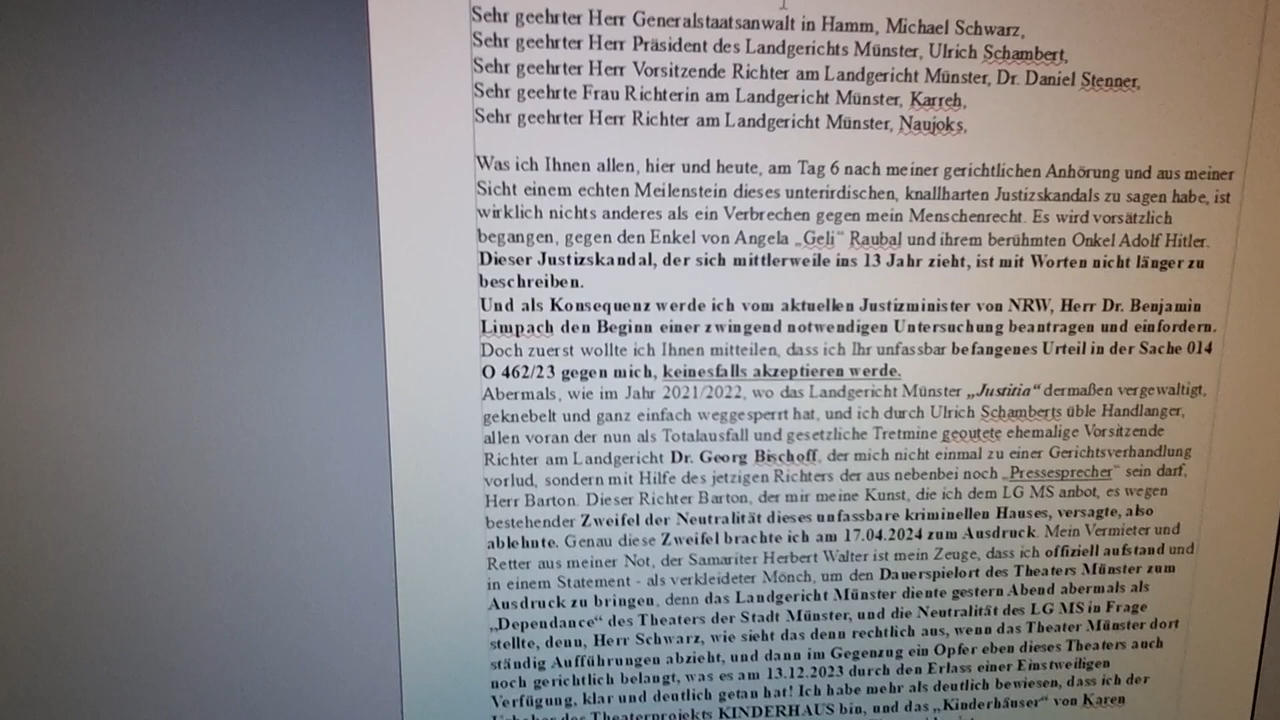 Sehr geehrter Herr Generalstaatsanwalt in Hamm, Michael Schwarz,
Sehr geehrter Herr Präsident des Landgerichts Münster, Ulrich Schambert,
Sehr geehrter Herr Vorsitzende Richter am Landgericht Münster, Dr. Daniel Stenner,
Sehr geehrte Frau Richterin am Landgericht Münster, Karreh,
Sehr geehrter Herr Richter am Landgericht Münster, Naujoks,
Was ich Ihnen allen, hier und heute, am Tag 6 nach meiner gerichtlichen Anhörung und aus meiner
Sicht einem echten Meilenstein dieses unterirdischen, knallharten Justizskandals zu sagen habe, ist
wirklich nichts anderes als ein Verbrechen gegen mein Menschenrecht. Es wird vorsätzlich
begangen, gegen den Enkel von Angela „Geli“ Raubal und ihrem berühmten Onkel Adolf Hitler.
Dieser Justizskandal, der sich mittlerweile ins 13 Jahr zieht, ist mit Worten nicht länger zu
beschreiben.
Und als Konsequenz werde ich vom aktuellen Justizminister von NRW, Herr Dr. Benjamin
Limpach den Beginn einer zwingend notwendigen Untersuchung beantragen und einfordern.
Doch zuerst wollte ich Ihnen mitteilen, dass ich Ihr unfassbar befangenes Urteil in der Sache 014
O 462/23 gegen mich, keinesfalls akzeptieren werde.
Abermals, wie im Jahr 2021/2022, wo das Landgericht Münster „Justitia“ dermaßen vergewaltigt,
geknebelt und ganz einfach weggesperrt hat, und ich durch Ulrich Schamberts üble Handlanger,
allen voran der nun als Totalausfall und gesetzliche Tretmine geoutete ehemalige Vorsitzende
Richter am Landgericht Dr. Georg Bischoff, der mich nicht einmal zu einer Gerichtsverhandlung
vorlud, sondern mit Hilfe des jetzigen Richters der aus nebenbei noch „Pressesprecher“ sein darf,
Herr Barton. Dieser Richter Barton, der mir meine Kunst, die ich dem LG MS anbot, es wegen
bestehender Zweifel der Neutralität dieses unfassbare kriminellen Hauses, versagte, also
ablehnte. Genau diese Zweifel brachte ich am 17.04.2024 zum Ausdruck. Mein Vermieter und
Retter aus meiner Not, der Samariter Herbert Walter ist mein Zeuge, dass ich offiziell aufstand und
in einem Statement - als verkleideter Mönch, um den Dauerspielort des Theaters Münster zum
Ausdruck zu bringen, denn das Landgericht Münster diente gestern Abend abermals als
„Dependance“ des Theaters der Stadt Münster, und die Neutralität des LG MS in Frage
stellte, denn, Herr Schwarz, wie sieht das denn rechtlich aus, wenn das Theater Münster dort
ständig Aufführungen abzieht, und dann im Gegenzug ein Opfer eben dieses Theaters auch
noch gerichtlich belangt, was es am 13.12.2023 durch den Erlass einer Einstweiligen
Verfügung, klar und deutlich getan hat! Ich habe mehr als deutlich bewiesen, dass ich der
des Theaterprojekts KINDERHAUS bin, und das „Kinderhäuser“ von Karen